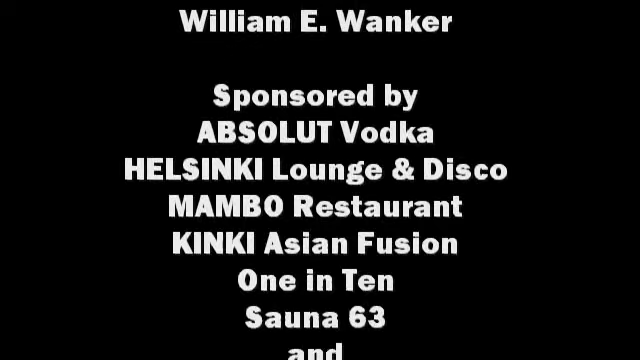 William E. Wanker
Sponsored by
ABSOLUT Vodka
HELSINKI Lounge & Disco
MAMBO Restaurant
KINKI Asian Fusion
One in Ten
Sauna 63
and